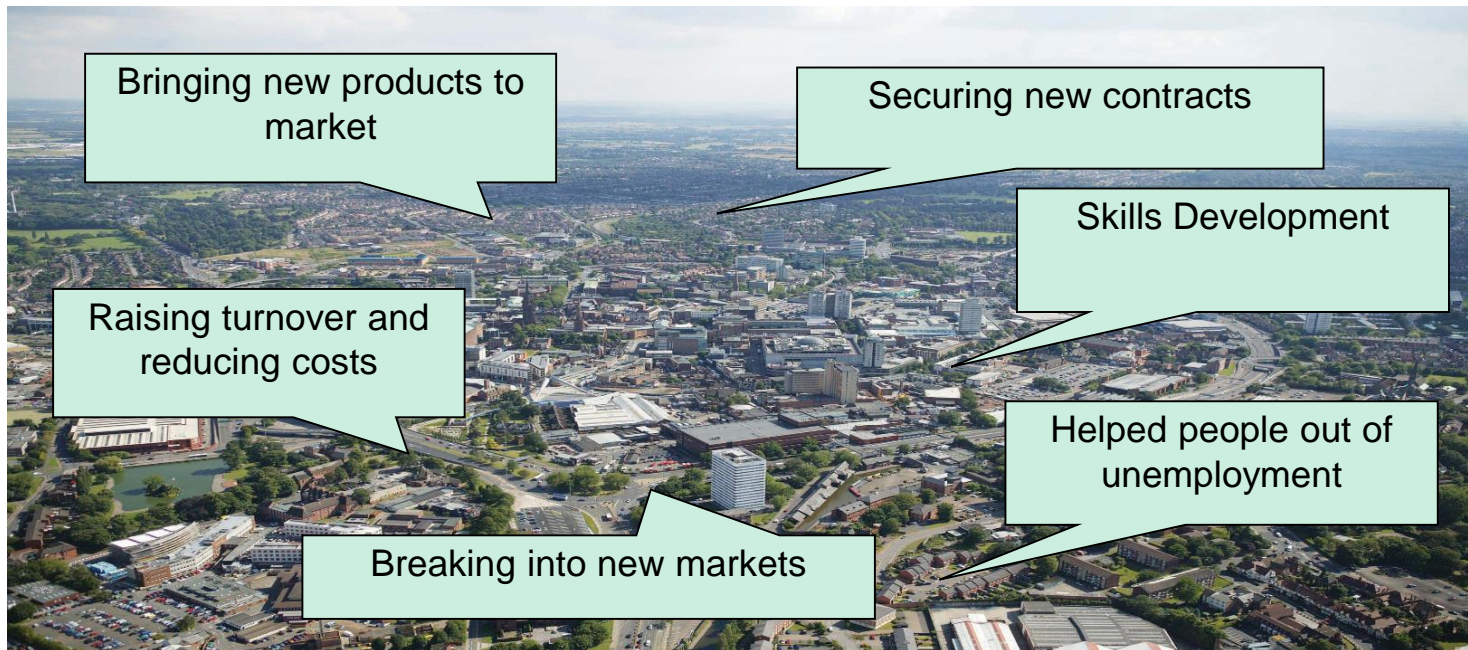 Bringing new products to
market
Securing new contracts
Skills Development
Raising turnover and
reducing costs
Helped people out of
unemployment
Breaking into new markets